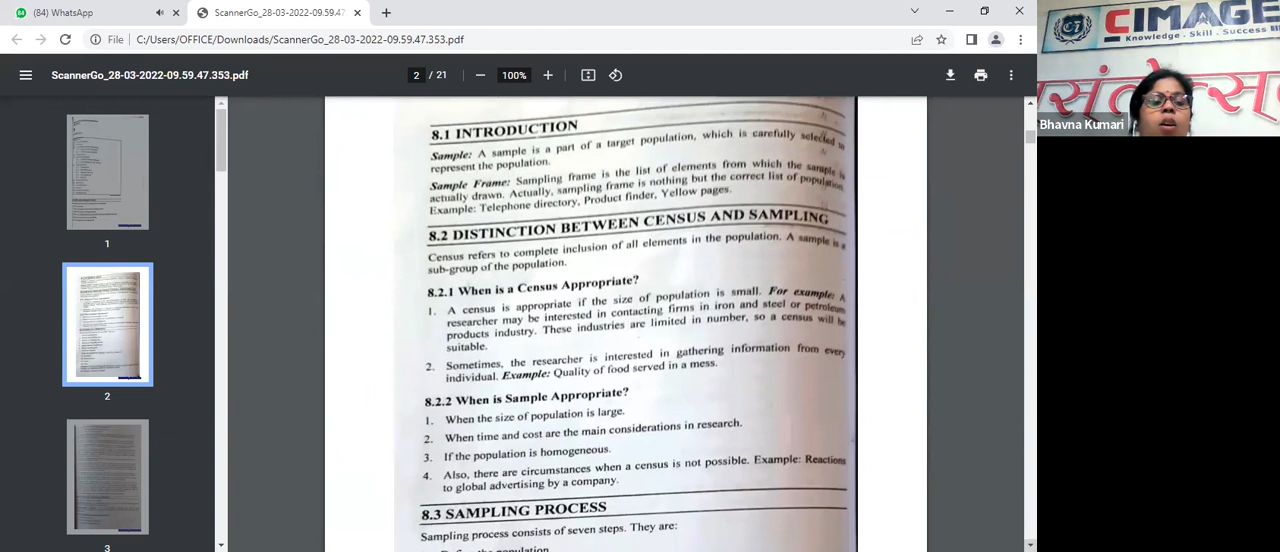 (84) WhatsApp
ScannerGo_28-03-2022-09.59.47.
File
C:/Users/OFFICE/Downloads/ScannerGo_28-03-2022-09.59.47.353.pdf
ScannerGo_28-03-2022-09.59.47.353.pdf
2 / 21
100%
1
2
3
8.1 INTRODUCTION
Sample: A sample is a part of a target population, which is carefully selected to
represent the population.
Sample Frame: Sampling frame is the list of elements from which the sample is
actually drawn. Actually, sampling frame is nothing but the correct list of population.
Example: Telephone directory, Product finder, Yellow pages.
8.2 DISTINCTION BETWEEN CENSUS AND SAMPLING
Census refers to complete inclusion of all elements in the population. A sample is a
sub-group of the population.
8.2.1 When is a Census Appropriate?
1. A census is appropriate if the size of population is small. For example: A
researcher may be interested in contacting firms in iron and steel or petroleum
products industry. These industries are limited in number, so a census will be
suitable.
2. Sometimes, the researcher is interested in gathering information from every
individual. Example: Quality of food served in a mess.
8.2.2 When is Sample Appropriate?
1. When the size of population is large.
2. When time and cost are the main considerations in research.
3. If the population is homogeneous.
4. Also, there are circumstances when a census is not possible. Example: Reactions
to global advertising by a company.
8.3 SAMPLING PROCESS
Sampling process consists of seven steps. They are:
CIMAGE
Knowledge . Skill . Success
Bhavna Kumari